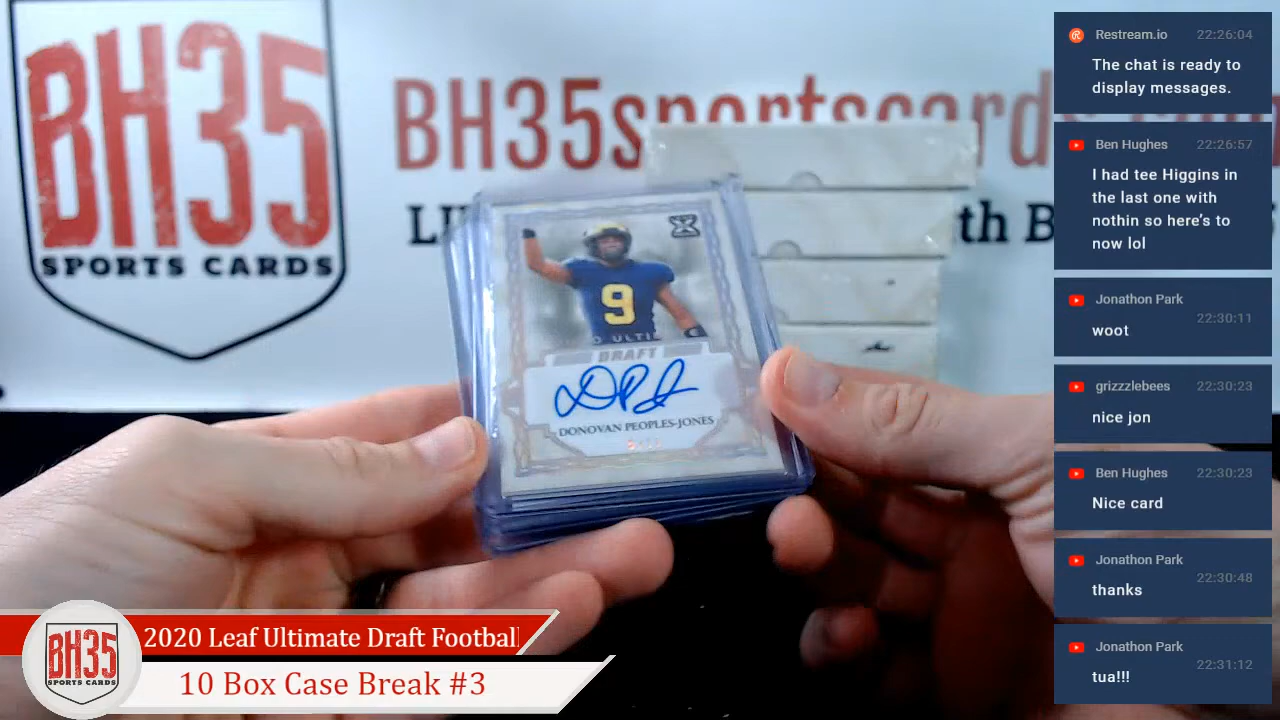 BH35
SPORTS CARDS
BH35sportscard
th B
9
ULTI
DRAFT
DONOVAN PEOPLES-JONES
Restream.io 22:26:04
The chat is ready to
display messages.
Ben Hughes 22:26:57
I had tee Higgins in
the last one with
nothin so here's to
now lol
Jonathon Park
22:30:11
woot
grizzzlebees 22:30:23
nice jon
Ben Hughes 22:30:23
Nice card
Jonathon Park
22:30:48
thanks
Jonathon Park
22:31:12
tua!!!
BH35
SPORTS CARDS
2020 Leaf Ultimate Draft Football
10 Box Case Break #3